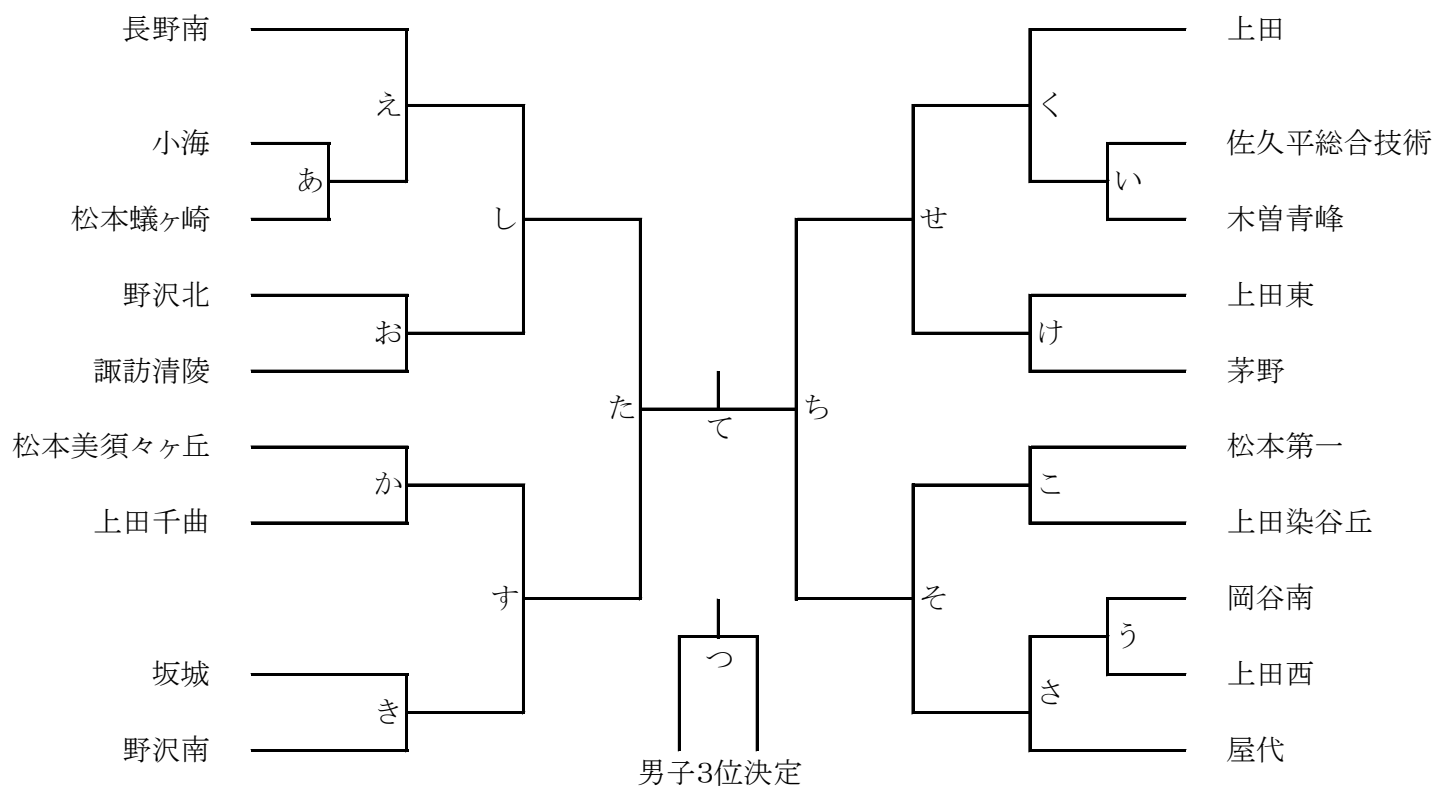 長野南
上田
え
く
小海
佐久平総合技術
あ
い
松本蟻ヶ崎
木曽青峰
し
せ
野沢北
上田東
お
け
諏訪清陵
茅野
た
て
ち
松本美須々ヶ丘
松本第一
か
こ
上田千曲
上田染谷丘
す
そ
岡谷南
う
つ
坂城
上田西
き
さ
野沢南
屋代
男子3位決定